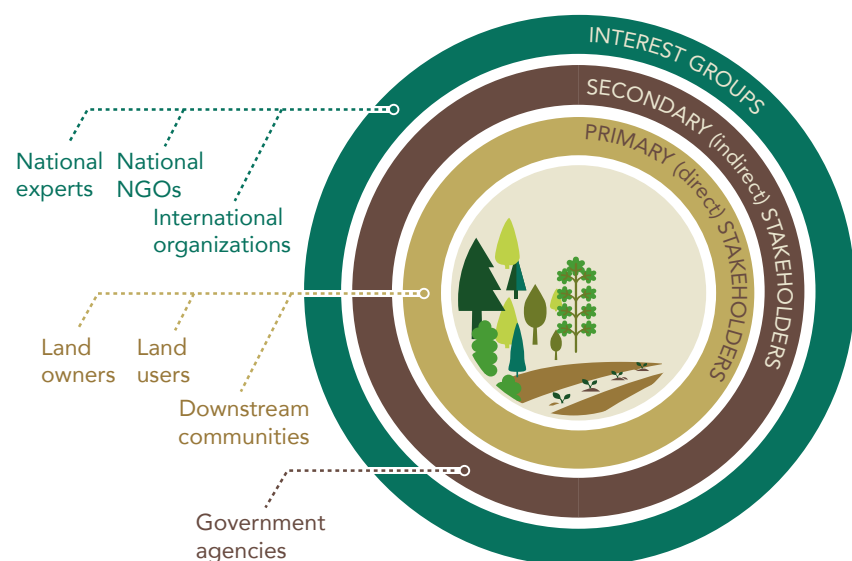 INTEREST GROUPS
SECONDARY (indirect) STAKEHOLDERS
PRIMARY (direct) STAKEHOLDERS
National
experts
National
NGOs
International
organizations
Land
owners
Land
users
Downstream
communities
Government
agencies